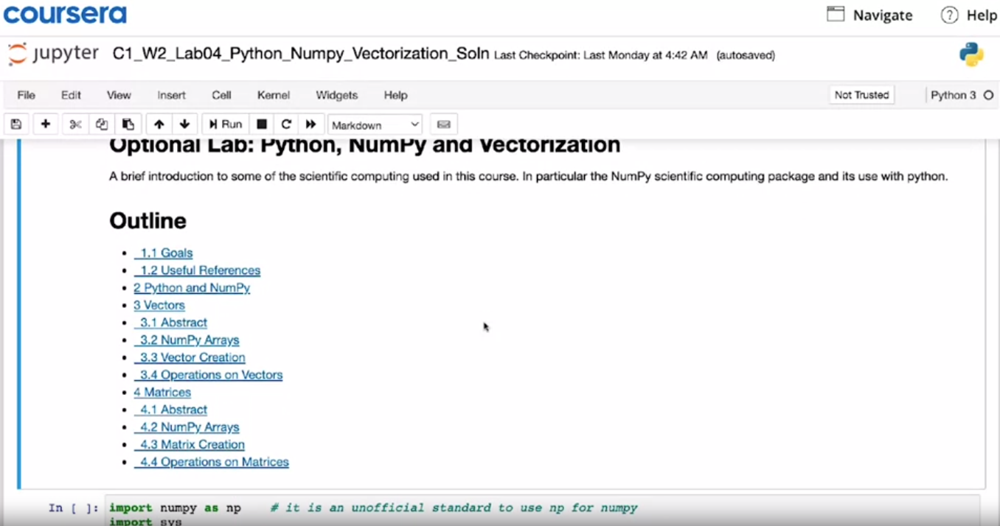 coursera
Navigate
Help
jupyter C1_W2_Lab04_Python_Numpy_Vectorization_Soln Last Checkpoint: Last Monday at 4:42 AM (autosaved)
File Edit View Insert Cell Kernel Widgets Help
Not Trusted
Python 3
Run
Markdown
Optional Lab: Python, NumPy and Vectorization
A brief introduction to some of the scientific computing used in this course. In particular the NumPy scientific computing package and its use with python.
Outline
• 1.1 Goals
• 1.2 Useful References
• 2 Python and NumPy
• 3 Vectors
• 3.1 Abstract
• 3.2 NumPy Arrays
• 3.3 Vector Creation
• 3.4 Operations on Vectors
• 4 Matrices
• 4.1 Abstract
• 4.2 NumPy Arrays
• 4.3 Matrix Creation
• 4.4 Operations on Matrices
In [ ]: import numpy as np # it is an unofficial standard to use np for numpy
import sys